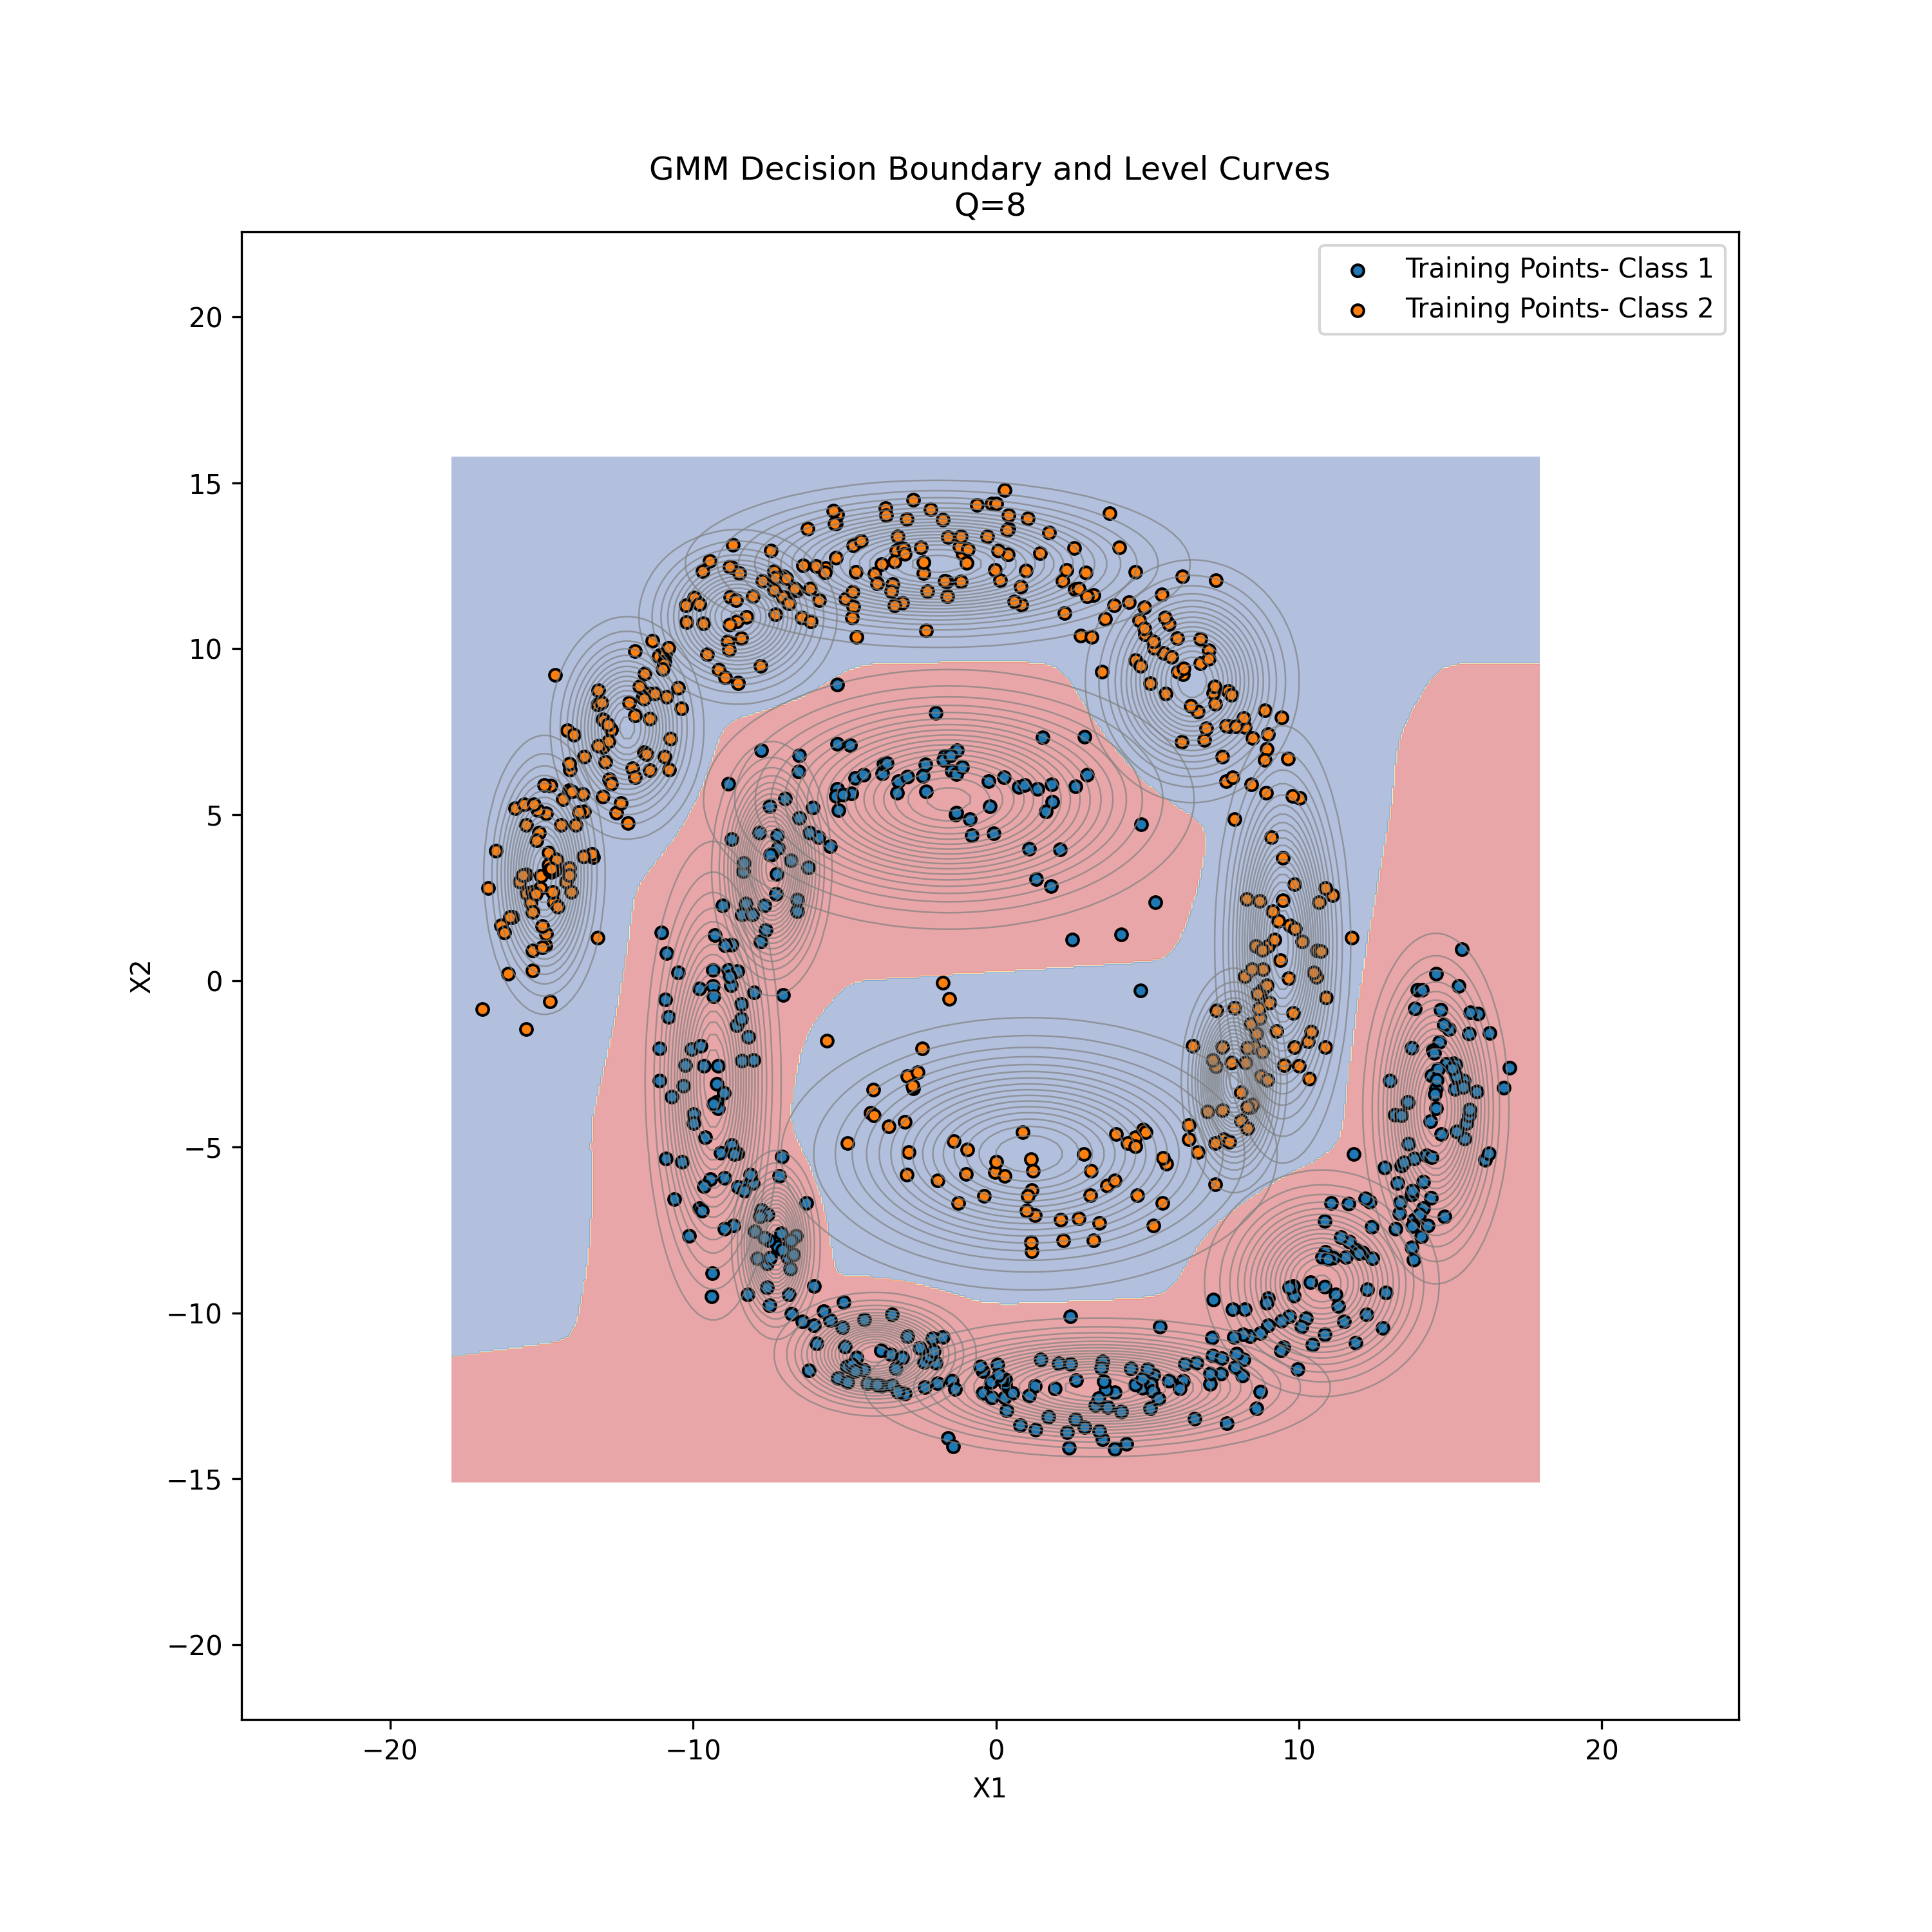 GMM Decision Boundary and Level Curves
Q=8
Training Points- Class 1
Training Points- Class 2
20
15
10
5
0
−5
−10
−15
−20
X2
−20
−10
0
10
20
X1